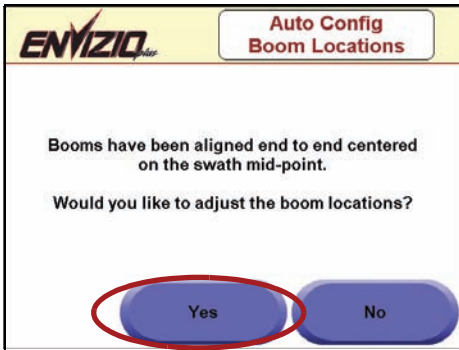 ENVIZIO plus
Auto Config
Boom Locations
Booms have been aligned end to end centered
on the swath mid-point.
Would you like to adjust the boom locations?
Yes
No